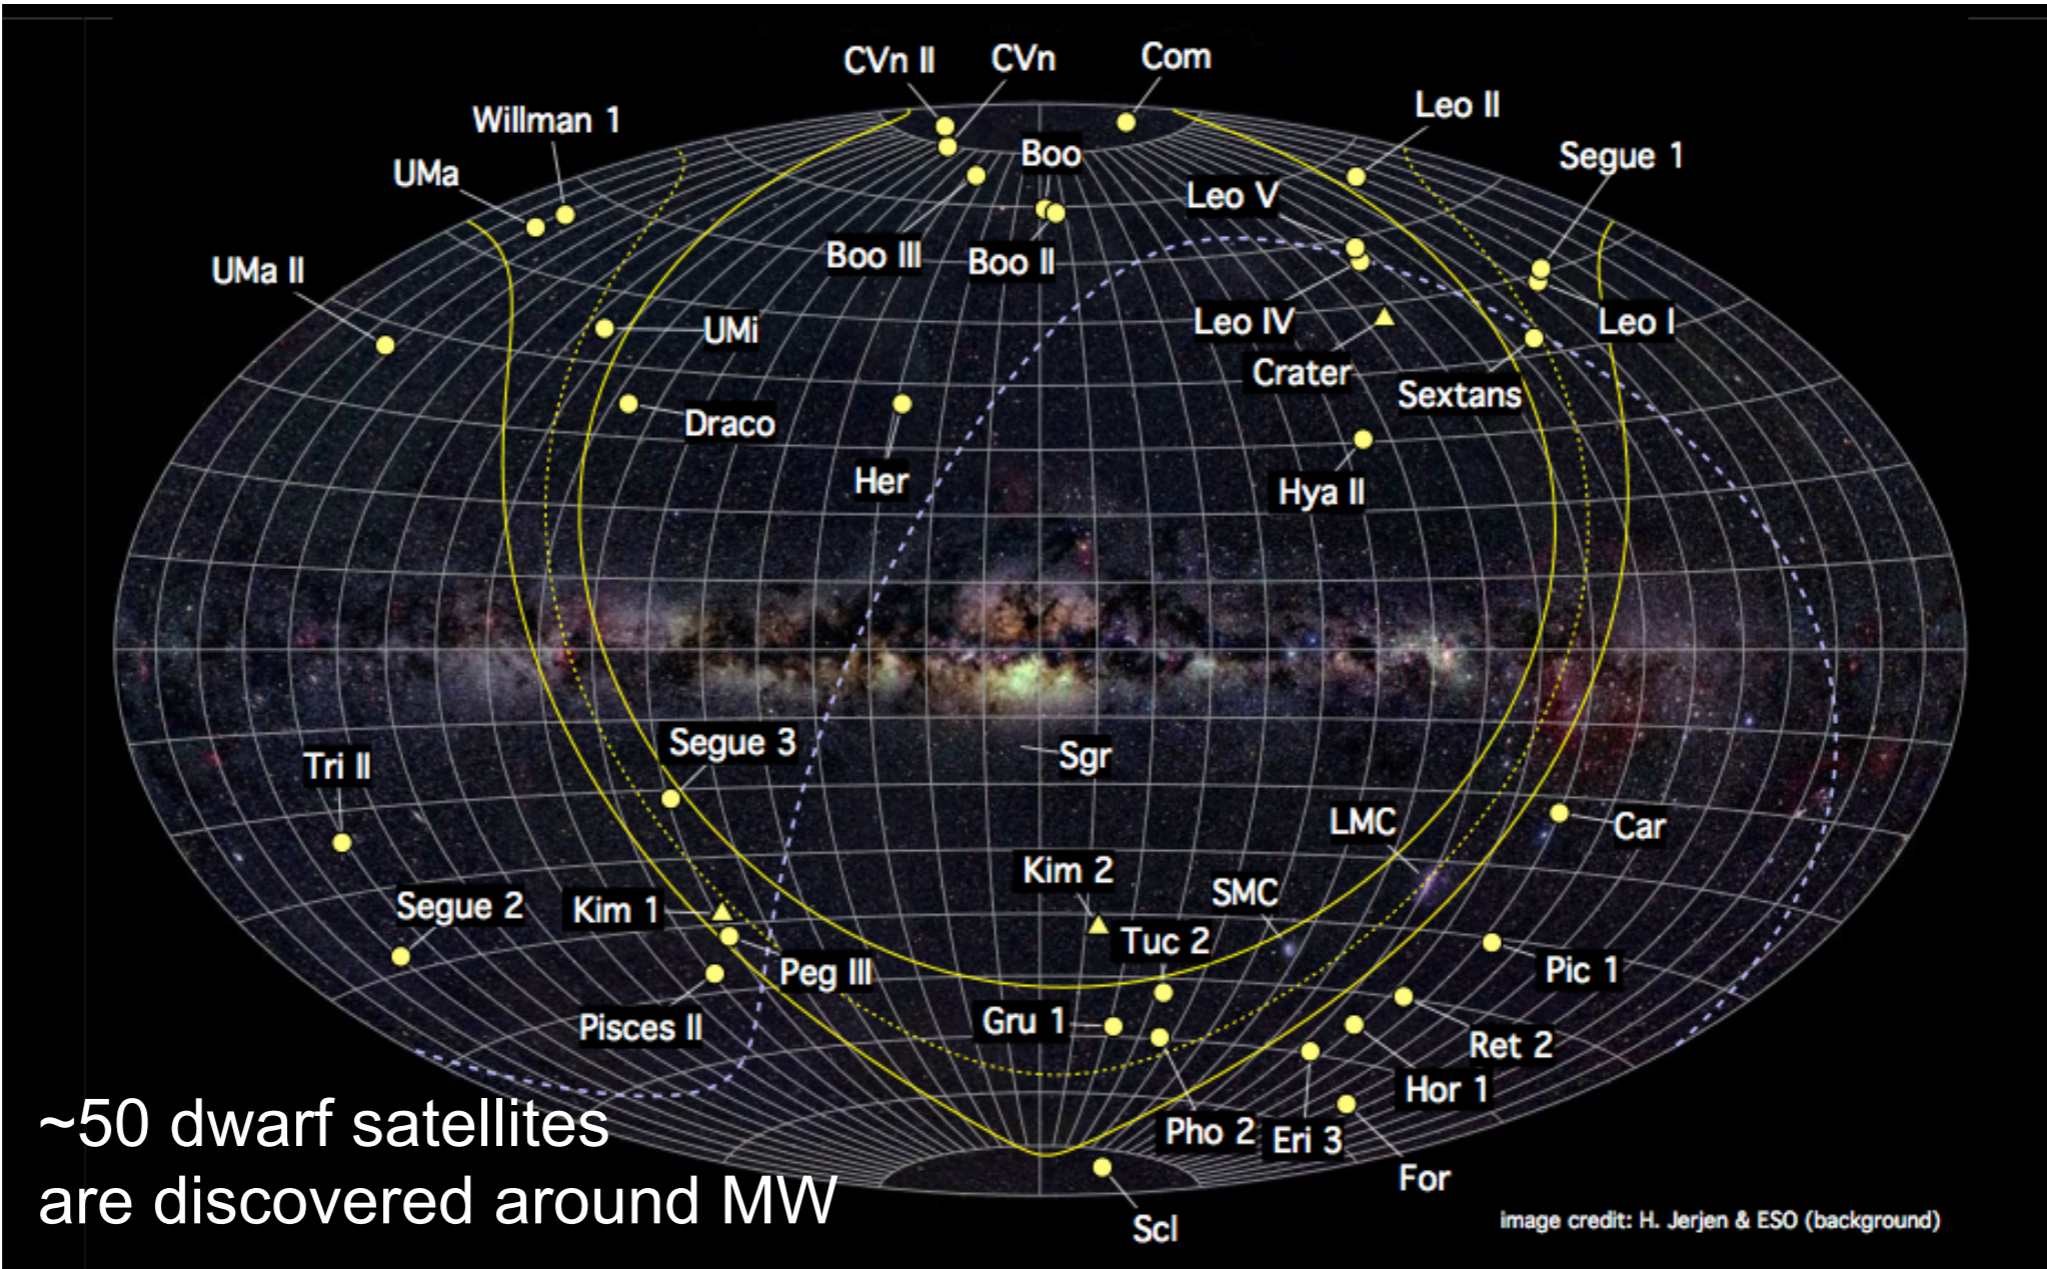 CVn II
CVn
Com
Leo II
Willman 1
Segue 1
Boo
UMa
Leo V
Boo III
Boo II
UMa II
UMi
Leo IV
Leo I
Crater
Sextans
Draco
Her
Hya II
Segue 3
Sgr
Tri II
LMC
Car
Kim 2
SMC
Segue 2
Kim 1
Tuc 2
Peg III
Pic 1
Gru 1
Pisces II
Ret 2
Hor 1
Pho 2
Eri 3
For
Scl
~50 dwarf satellites
are discovered around MW
image credit: H. Jerjen & ESO (background)